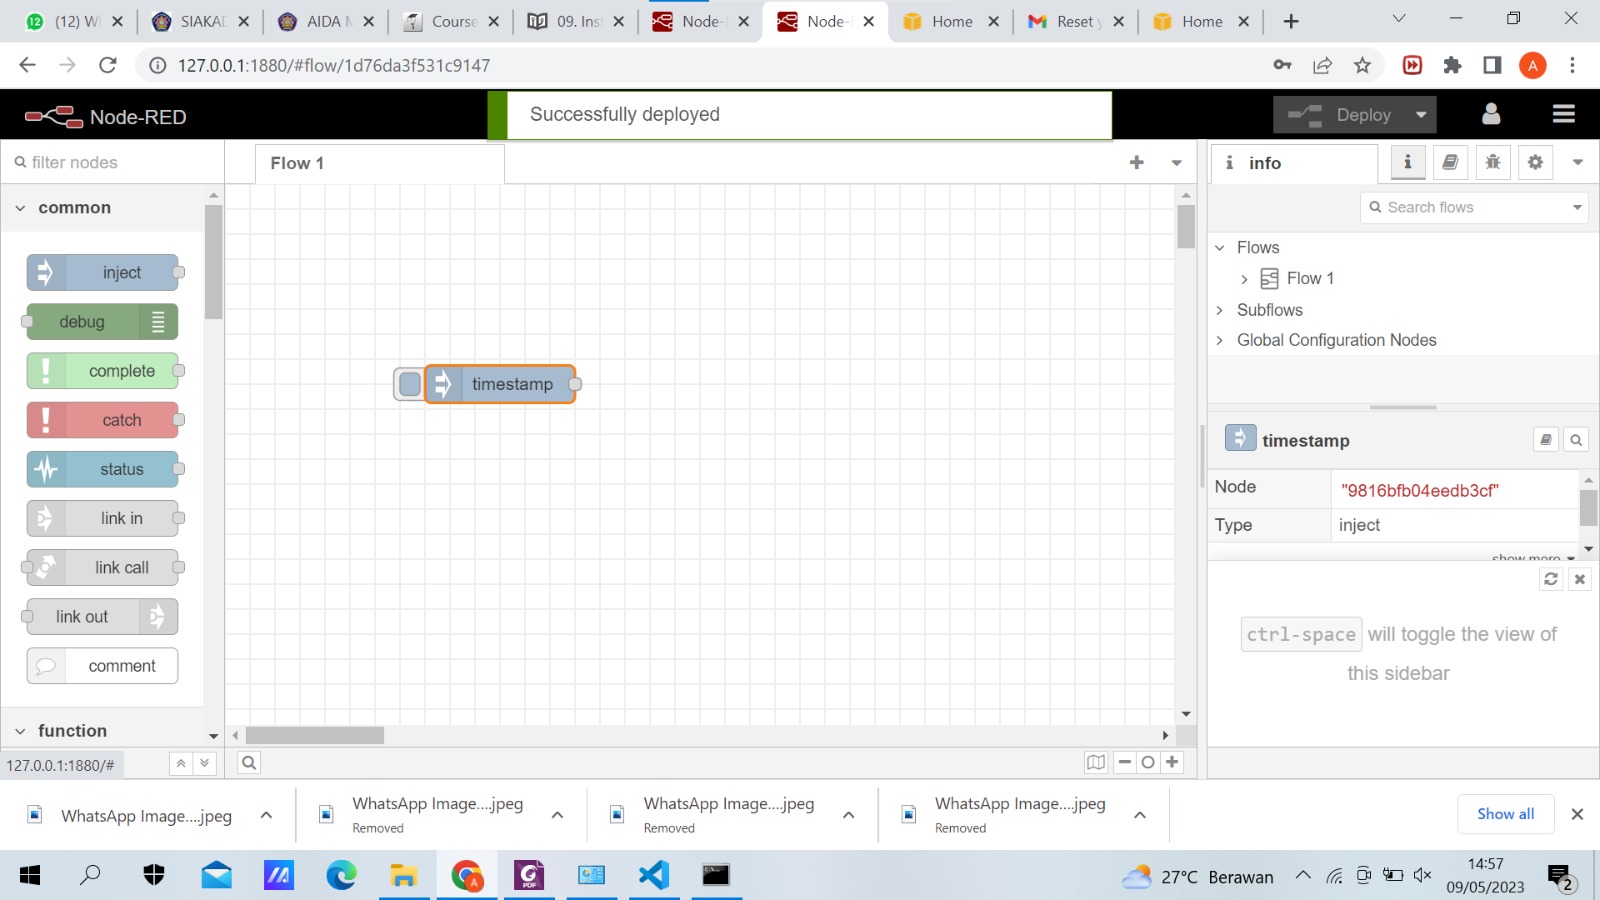 (12) W
SIAKAD
AIDA M
Course
09. Ins
Node-
Node-
Home
Reset y
Home
127.0.0.1:1880/#flow/1d76da3f531c9147
A
Node-RED
Successfully deployed
Deploy
filter nodes
Flow 1
info
common
Search flows
inject
Flows
Flow 1
debug
Subflows
Global Configuration Nodes
complete
timestamp
catch
timestamp
status
Node
"9816bfb04eedb3cf"
link in
Type
inject
show more
link call
link out
ctrl-space will toggle the view of
this sidebar
comment
function
127.0.0.1:1880/#
WhatsApp Image....jpeg
WhatsApp Image....jpeg
Removed
WhatsApp Image....jpeg
Removed
WhatsApp Image....jpeg
Removed
Show all
27°C Berawan
14:57
09/05/2023
2